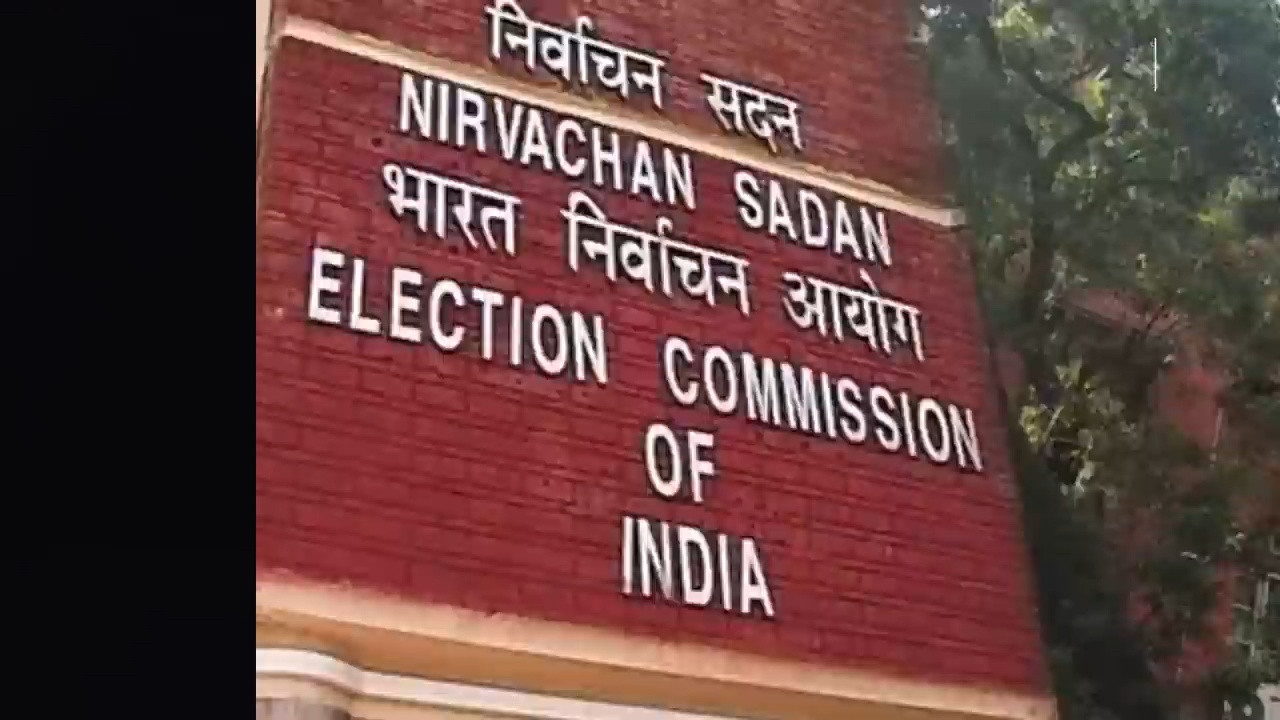 निर्वाचन सदन
NIRVACHAN SADAN
भारत निर्वाचन आयोग
ELECTION COMMISSION
OF
INDIA